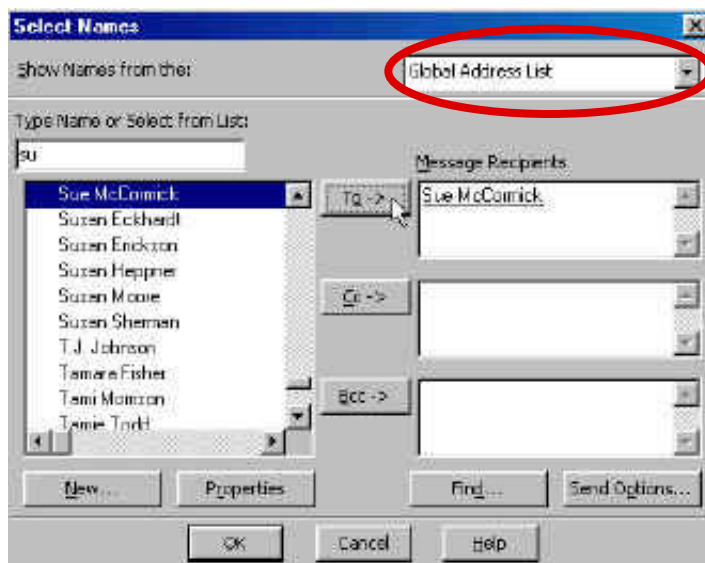 Select Names
Show Names from the:
Global Address List
Type Name or Select from List:
su
Message Recipients
Sue McCormick
Susan Eckhardt
Susan Erickson
Susan Heppner
Susan Moore
Susan Sherman
T.J. Johnson
Tamara Fisher
Tami Momson
Tamie Todd
To ->
Sue McCormick
Cc ->
Bcc ->
New...
Properties
Find...
Send Options...
OK
Cancel
Help